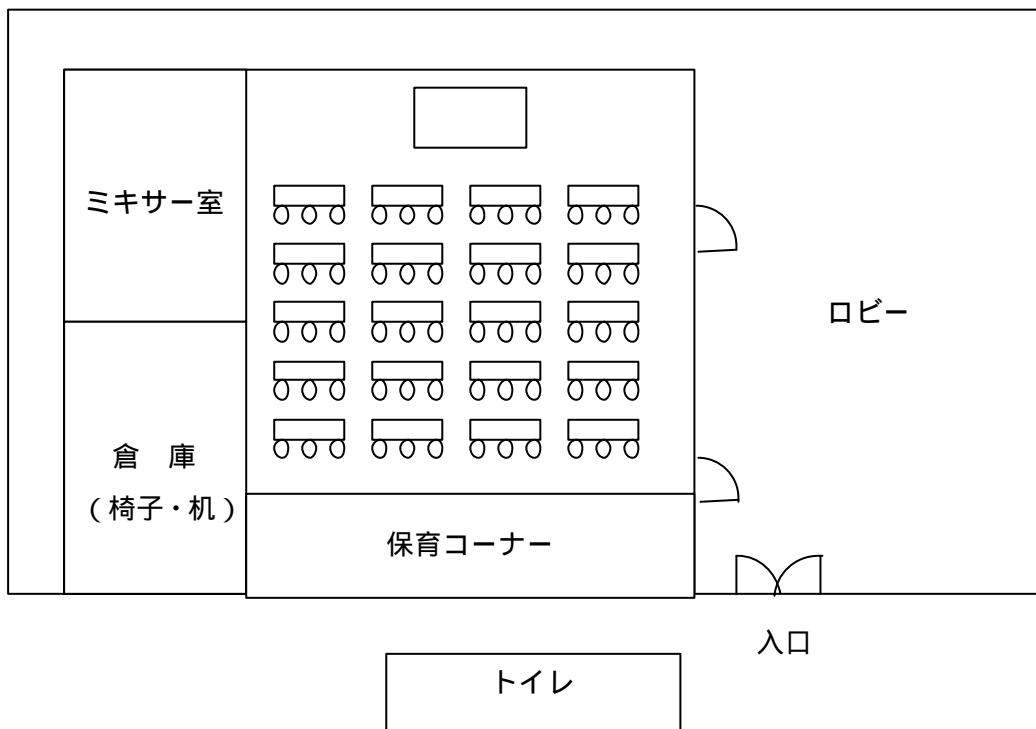 ミキサー室
ロビー
倉　庫
（椅子・机）
保育コーナー
入口
トイレ